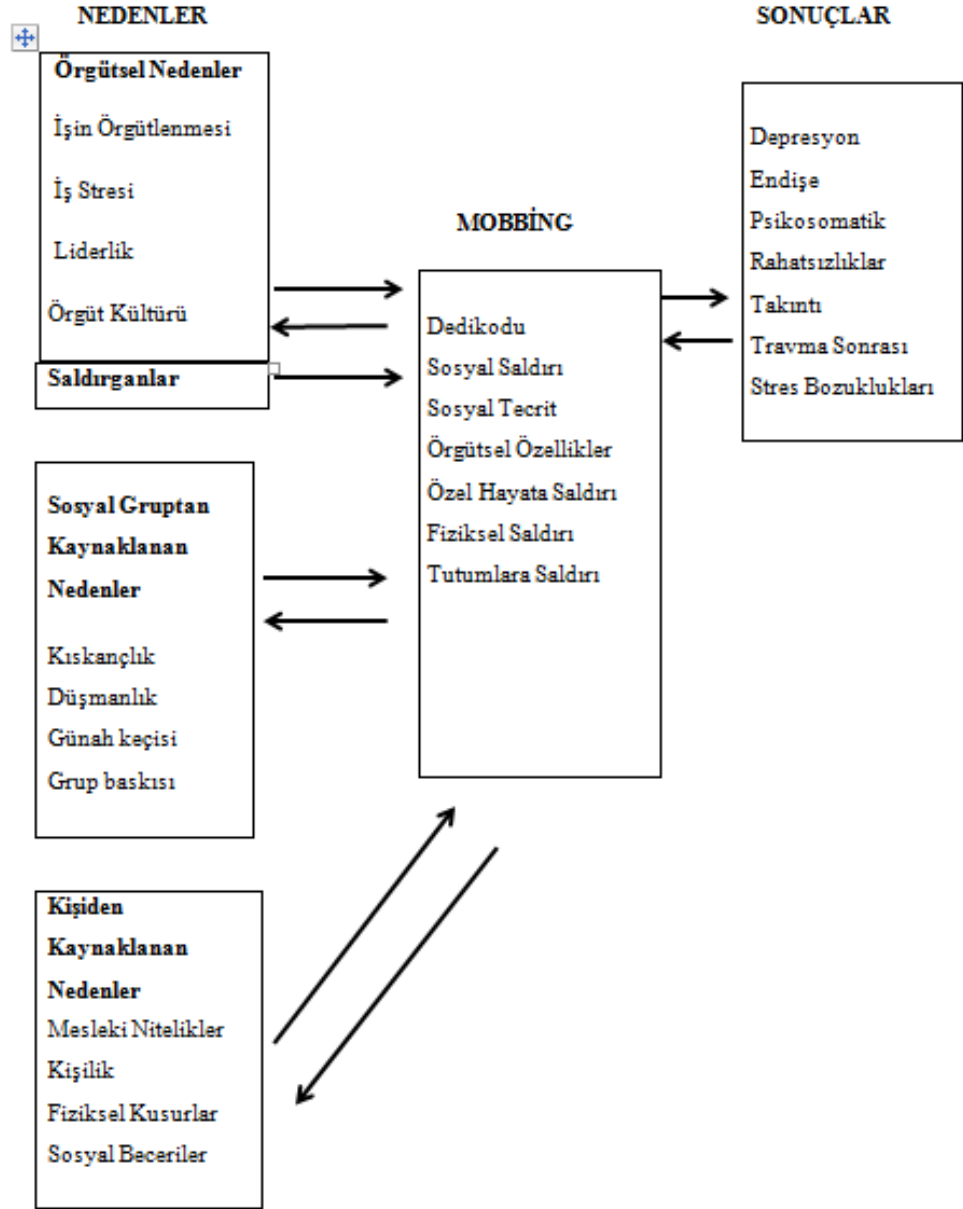 NEDENLER
Örgütsel Nedenler
İşin Örgütlenmesi
İş Stresi
Liderlik
Örgüt Kültürü
Saldırganlar
Sosyal Gruptan
Kaynaklanan
Nedenler
Kıskançlık
Düşmanlık
Günah keçisi
Grup baskısı
Kişiden
Kaynaklanan
Nedenler
Mesleki Nitelikler
Kişilik
Fiziksel Kusurlar
Sosyal Beceriler
MOBBİNG
Dedikodu
Sosyal Saldırı
Sosyal Tecrit
Örgütsel Özellikler
Özel Hayata Saldırı
Fiziksel Saldırı
Tutumlara Saldırı
SONUÇLAR
Depresyon
Endişe
Psikosomatik
Rahatsızlıklar
Takıntı
Travma Sonrası
Stres Bozuklukları